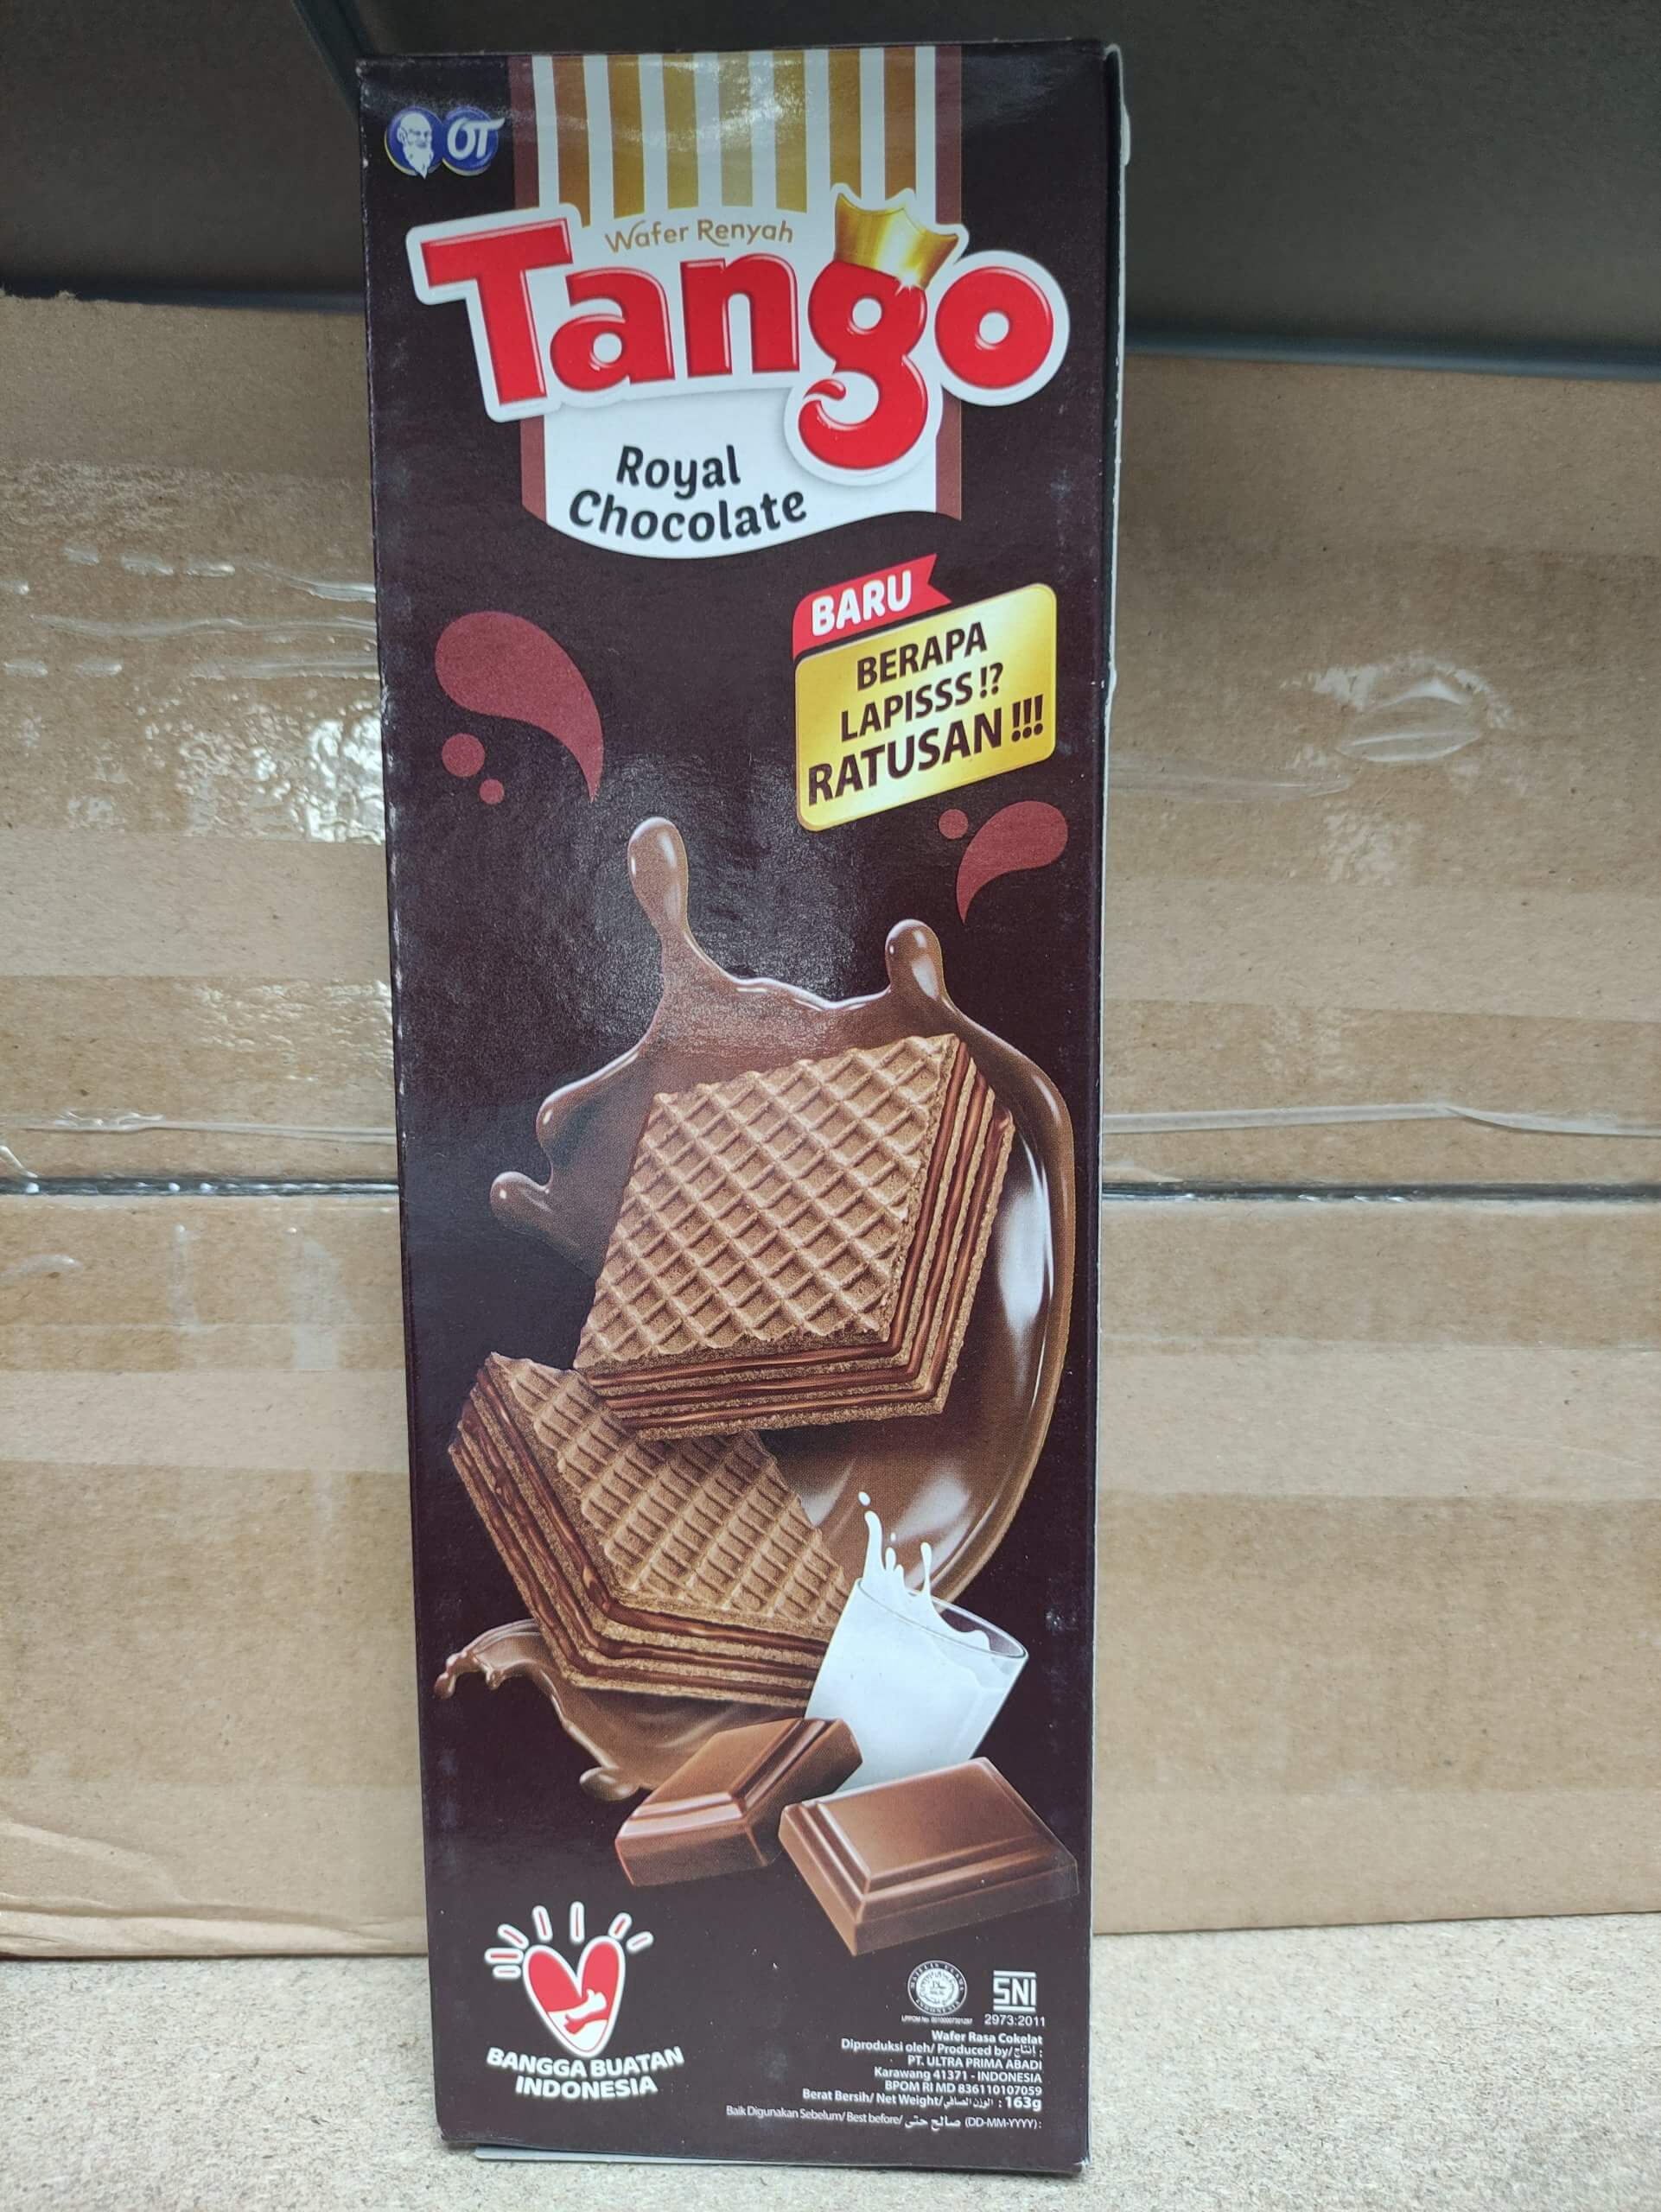 OT
Wafer Renyah
Tango
Royal
Chocolate
BARU
BERAPA
LAPISSS !?
RATUSAN !!!
BANGGA BUATAN
INDONESIA
SNI
2973:2011
Wafer Rasa Cokelat
Diproduksi oleh/ Produced by/ إنتاج :
PT. ULTRA PRIMA ABADI
Karawang 41371 - INDONESIA
BPOM RI MD 836110107059
Berat Bersih/ Net Weight/ الوزن الصافي : 163g
Baik Digunakan Sebelum/ Best before/ صالح حتى (DD-MM-YYYY) :